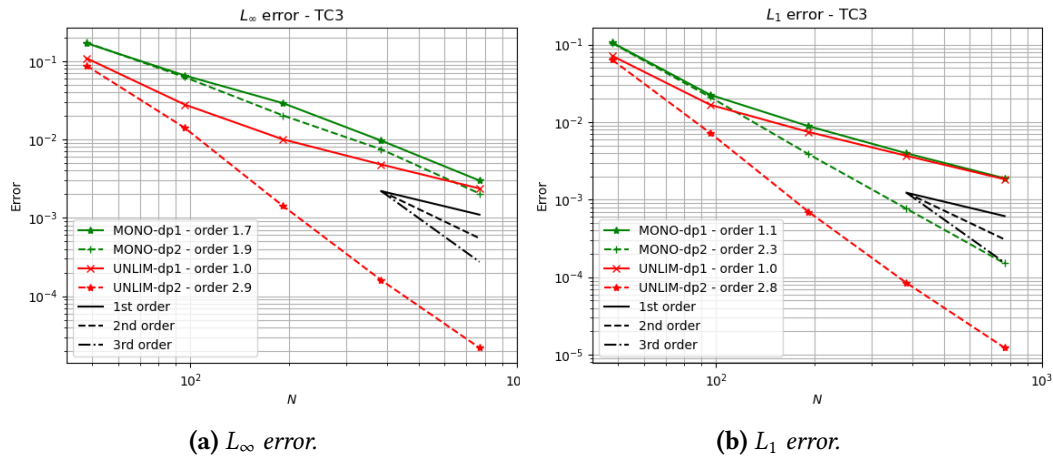 L∞ error - TC3
10⁻¹
10⁻²
10⁻³
10⁻⁴
Error
MONO-dp1 - order 1.7
MONO-dp2 - order 1.9
UNLIM-dp1 - order 1.0
UNLIM-dp2 - order 2.9
1st order
2nd order
3rd order
10²
10
N
(a) L∞ error.
L₁ error - TC3
10⁻¹
10⁻²
10⁻³
10⁻⁴
10⁻⁵
Error
MONO-dp1 - order 1.1
MONO-dp2 - order 2.3
UNLIM-dp1 - order 1.0
UNLIM-dp2 - order 2.8
1st order
2nd order
3rd order
10²
10³
N
(b) L₁ error.